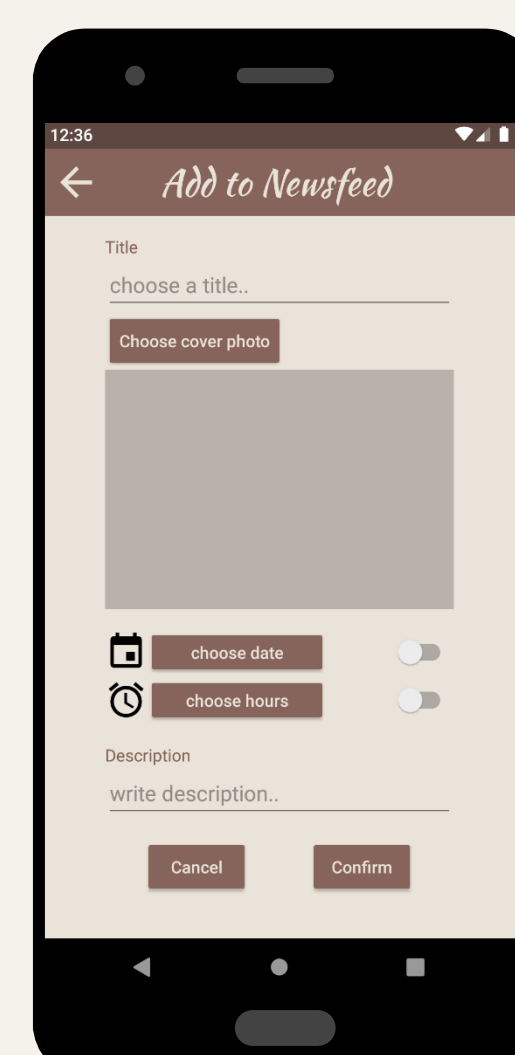 12:36
Add to Newsfeed
Title
choose a title..
Choose cover photo
choose date
choose hours
Description
write description..
Cancel
Confirm